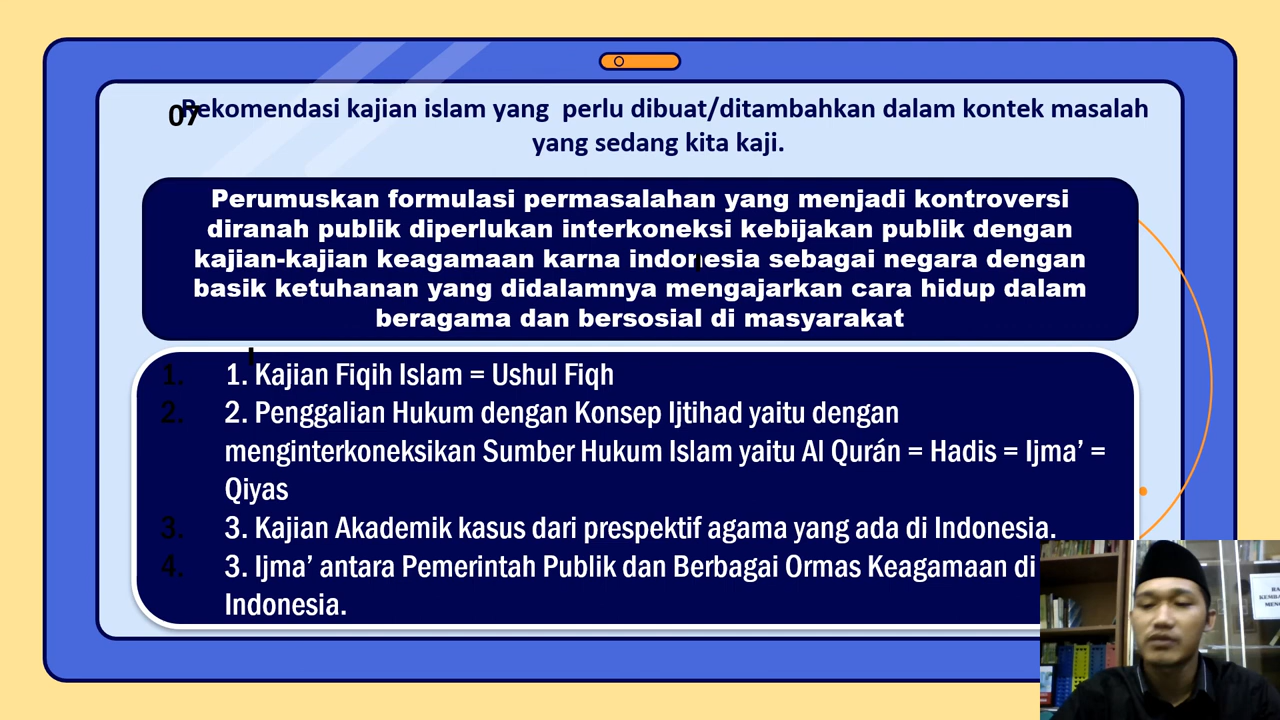 07
Rekomendasi kajian islam yang  perlu dibuat/ditambahkan dalam kontek masalah
yang sedang kita kaji.
Perumuskan formulasi permasalahan yang menjadi kontroversi
diranah publik diperlukan interkoneksi kebijakan publik dengan
kajian-kajian keagamaan karna indonesia sebagai negara dengan
basik ketuhanan yang didalamnya mengajarkan cara hidup dalam
beragama dan bersosial di masyarakat
1. 1. Kajian Fiqih Islam = Ushul Fiqh
2. 2. Penggalian Hukum dengan Konsep Ijtihad yaitu dengan
menginterkoneksikan Sumber Hukum Islam yaitu Al Qurán = Hadis = Ijma’ =
Qiyas
3. 3. Kajian Akademik kasus dari prespektif agama yang ada di Indonesia.
4. 3. Ijma’ antara Pemerintah Publik dan Berbagai Ormas Keagamaan di
Indonesia.